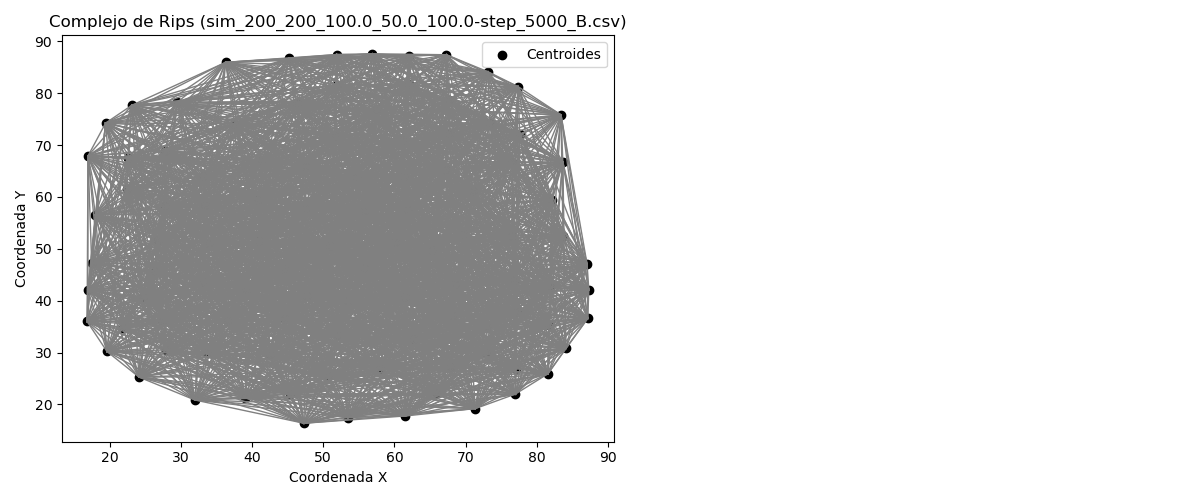 Complejo de Rips (sim_200_200_100.0_50.0_100.0-step_5000_B.csv)
Centroides
90
80
70
60
50
40
30
20
Coordenada Y
20 30 40 50 60 70 80 90
Coordenada X